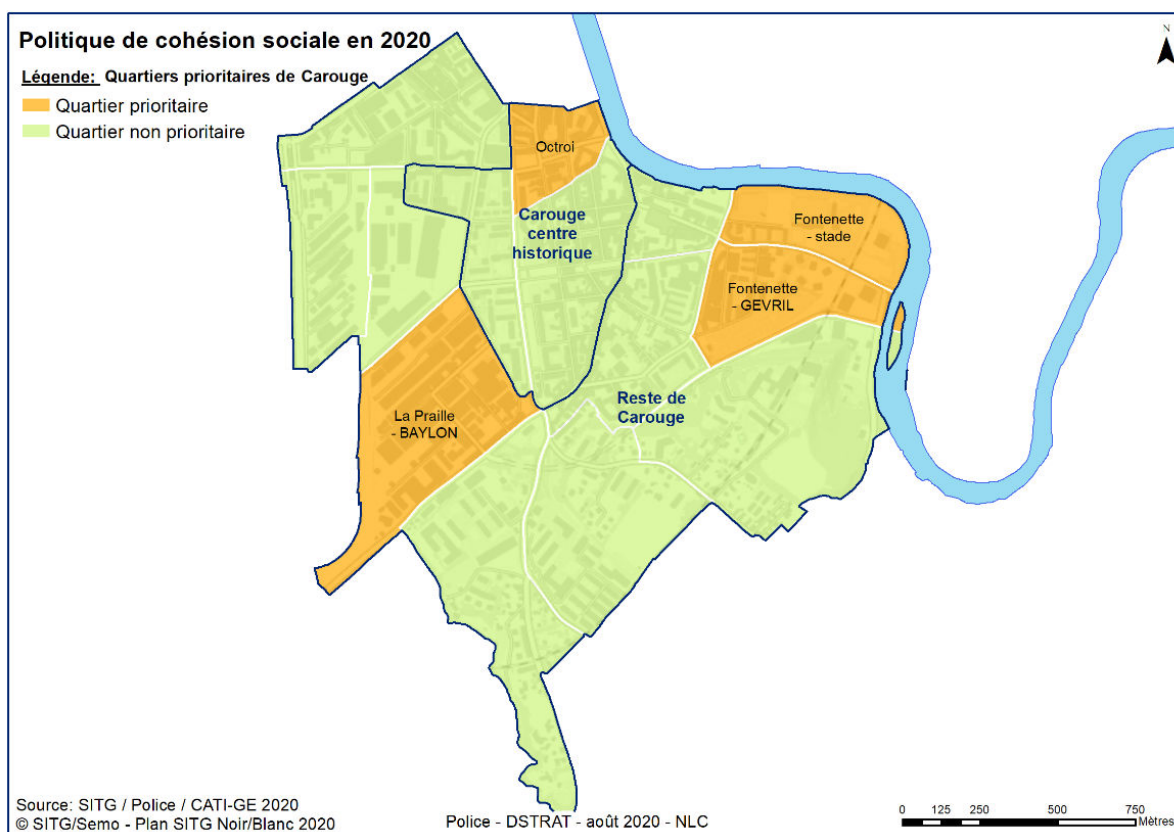 Politique de cohésion sociale en 2020
Légende: Quartiers prioritaires de Carouge
Quartier prioritaire
Quartier non prioritaire
N
Octroi
Carouge
centre
historique
Fontenette
- stade
Fontenette
- GEVRIL
Reste de
Carouge
La Praille
- BAYLON
Source: SITG / Police / CATI-GE 2020
© SITG/Semo - Plan SITG Noir/Blanc 2020
Police - DSTRAT - août 2020 - NLC
0 125 250 500 750
Mètres